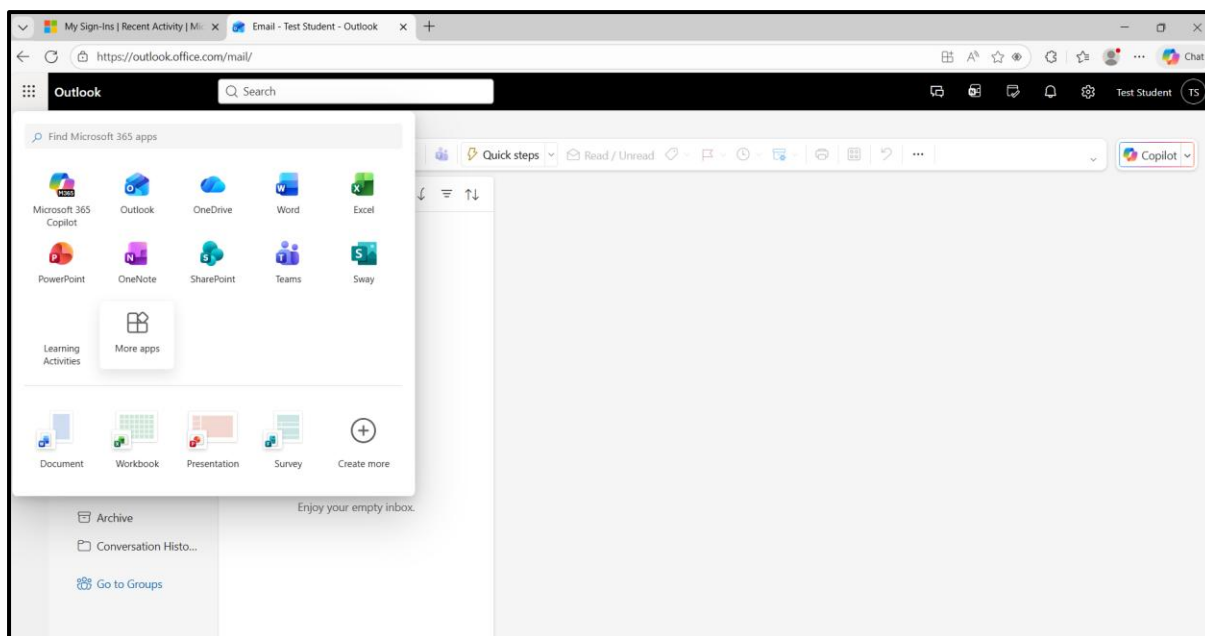 My Sign-Ins | Recent Activity | Mi
Email - Test Student - Outlook
https://outlook.office.com/mail/
Chat
Outlook
Search
Test Student
TS
Find Microsoft 365 apps
Quick steps
Read / Unread
Copilot
M365
Microsoft 365
Copilot
Outlook
OneDrive
Word
Excel
PowerPoint
OneNote
SharePoint
Teams
Sway
Learning
Activities
More apps
Document
Workbook
Presentation
Survey
Create more
Enjoy your empty inbox.
Archive
Conversation Histo...
Go to Groups